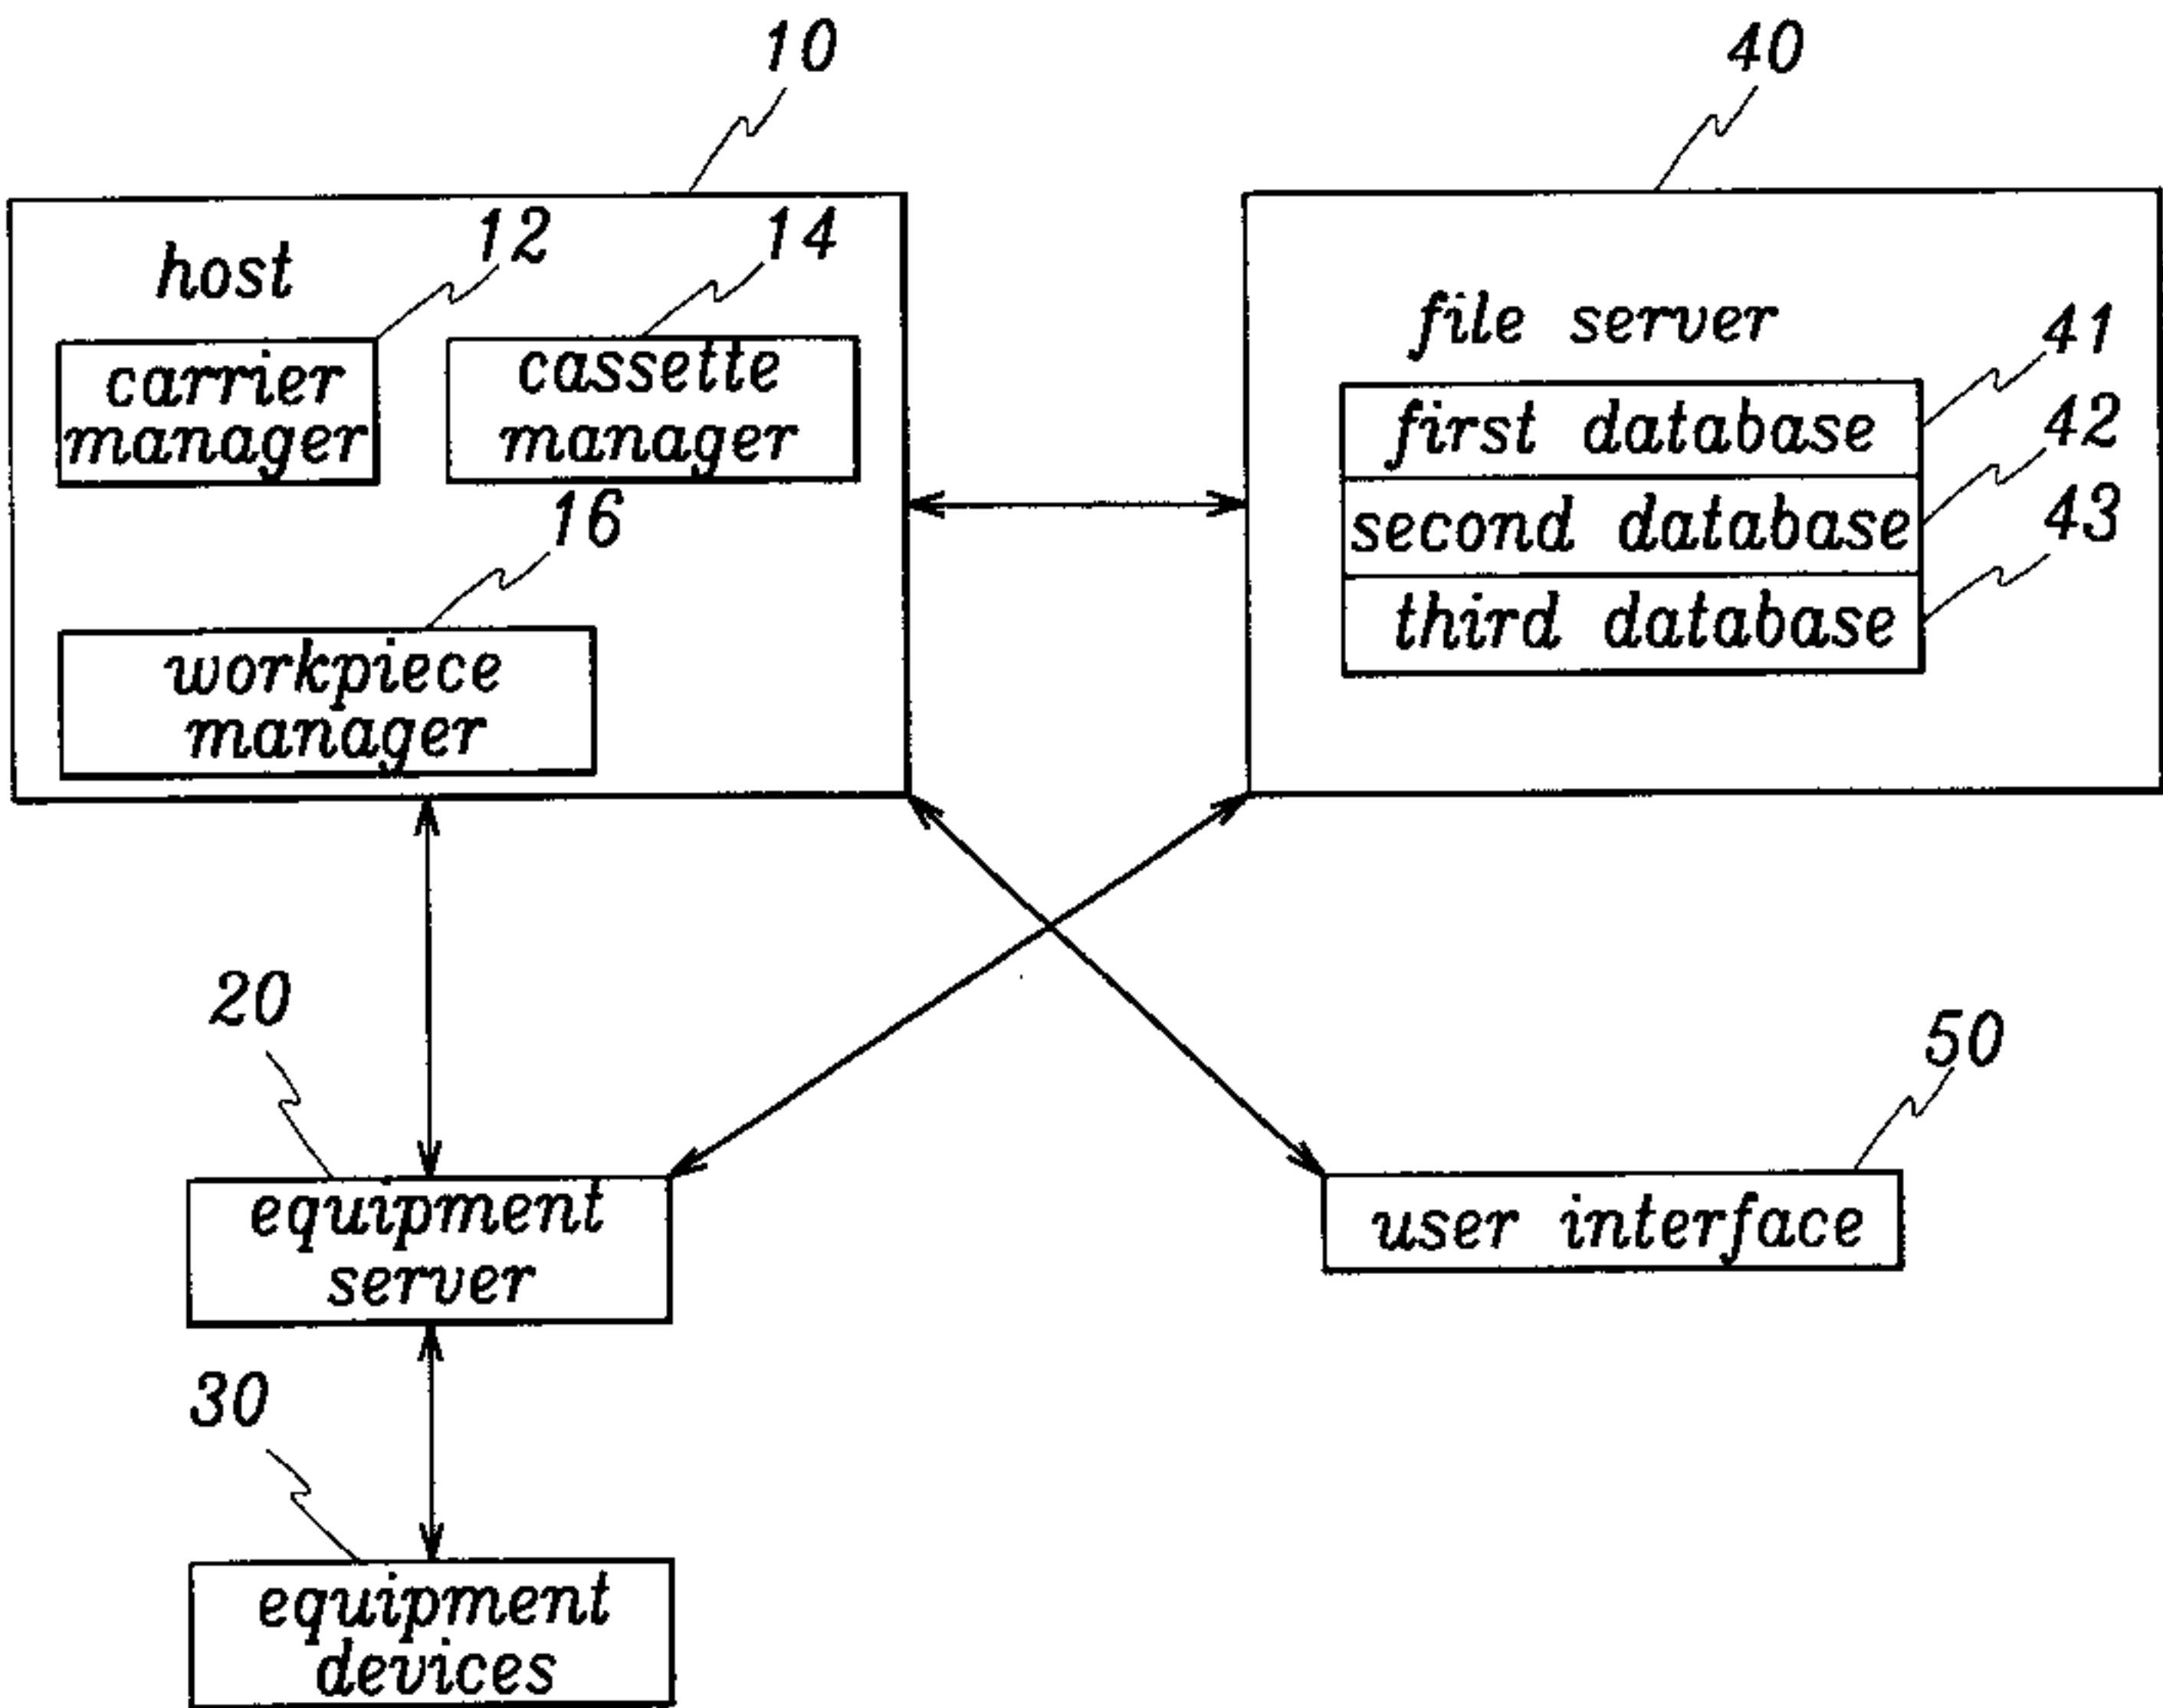 10
40
host
12
14
carrier
manager
cassette
manager
16
workpiece
manager
file server
41
first database
42
second database
43
third database
20
equipment
server
50
user interface
30
equipment
devices